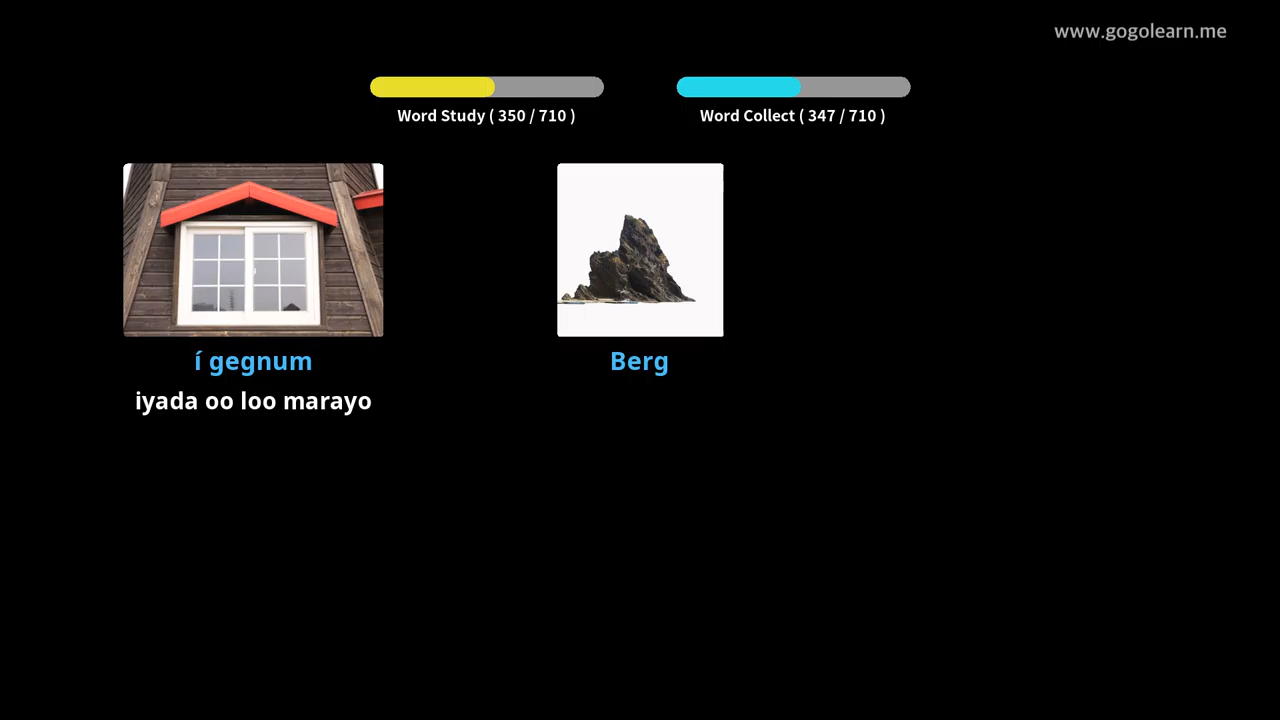 www.gogolearn.me
Word Study ( 350 / 710 )
Word Collect ( 347 / 710 )
í gegnum
Berg
iyada oo loo marayo